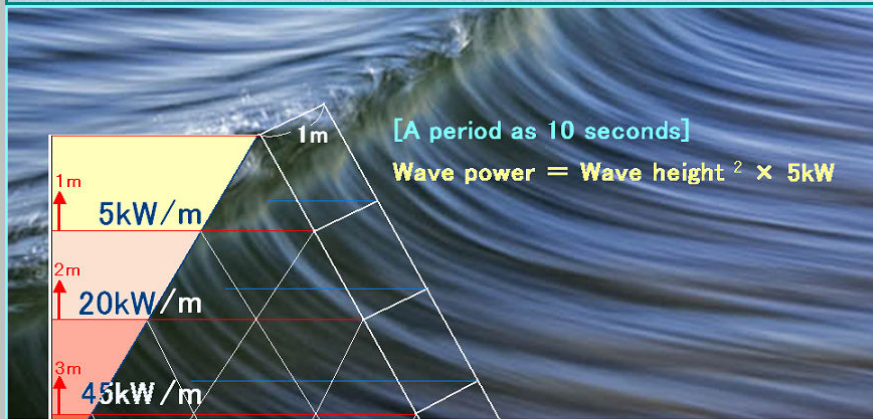 1m
[A period as 10 seconds]
Wave power = Wave height ² × 5kW
1m
5kW/m
2m
20kW/m
3m
45kW/m